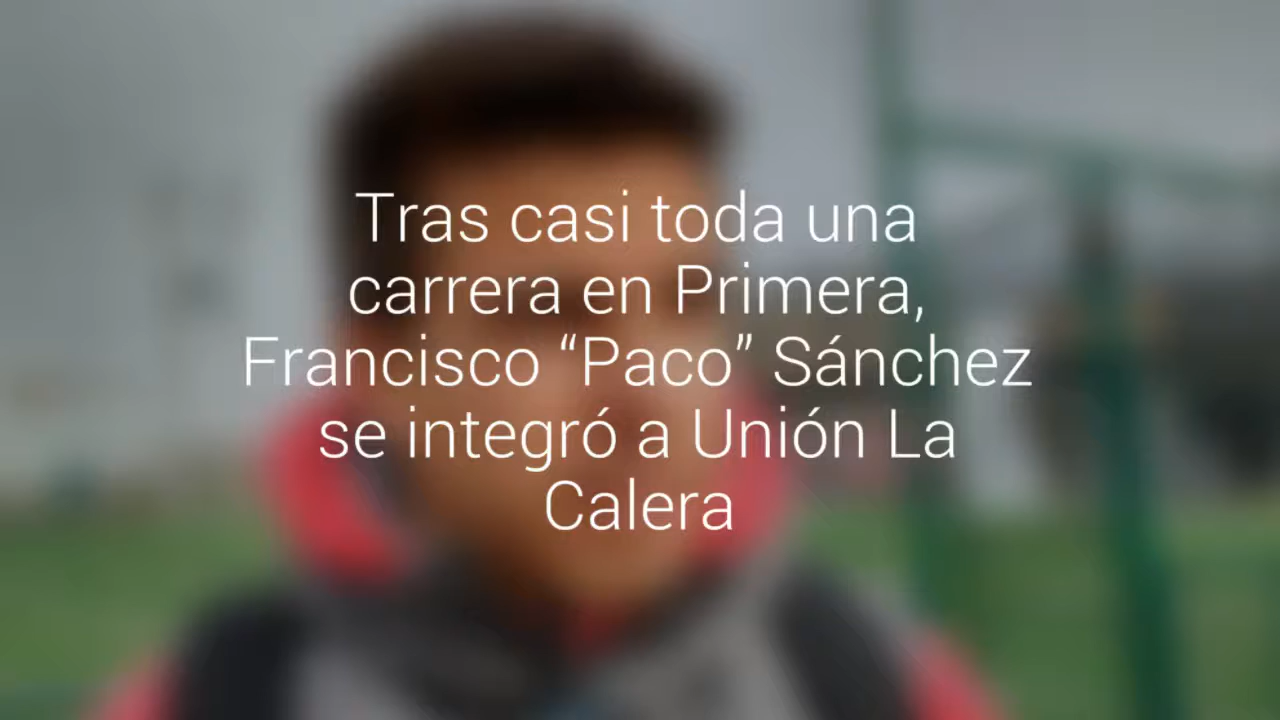 Tras casi toda una
carrera en Primera,
Francisco “Paco” Sánchez
se integró a Unión La
Calera